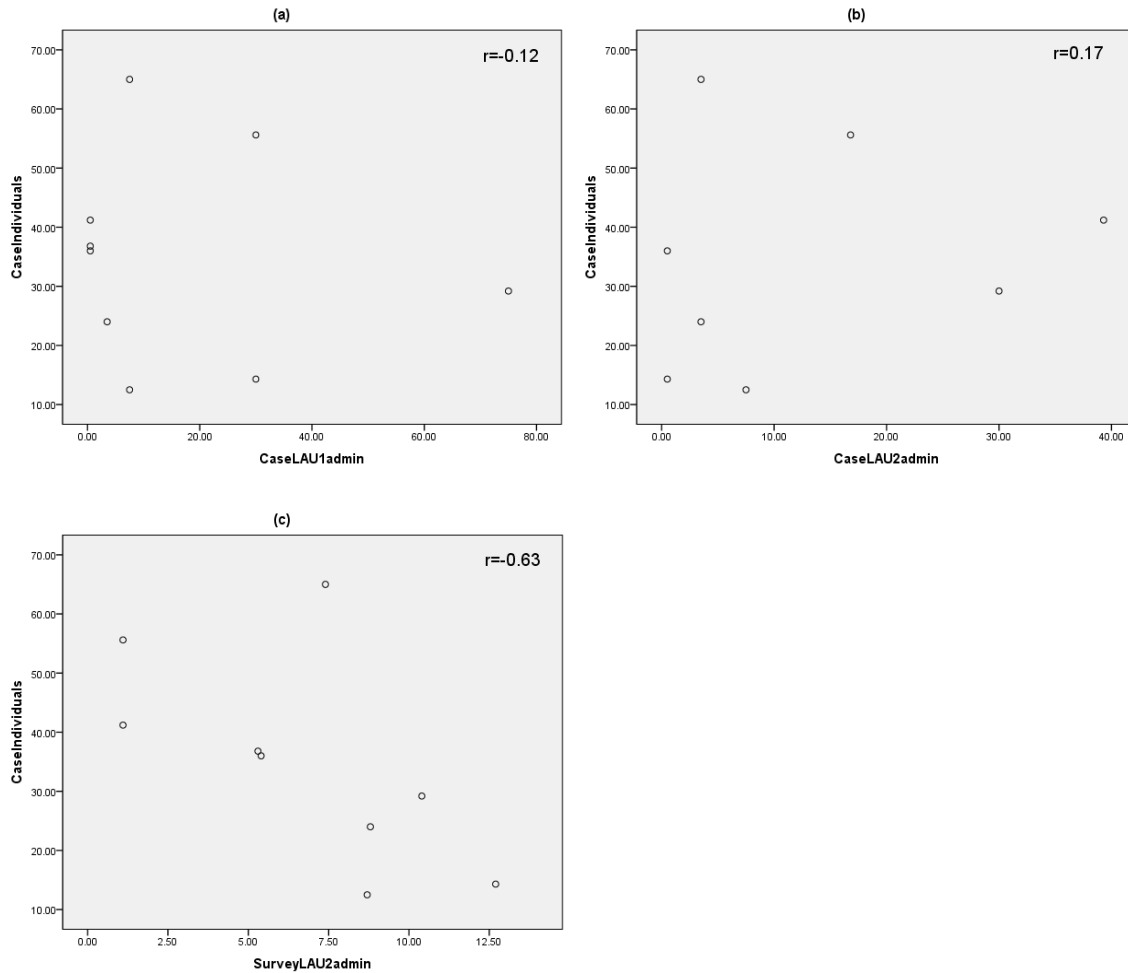 (a)
r=-0.12
70.00
60.00
50.00
40.00
30.00
20.00
10.00
CaseIndividuals
0.00 20.00 40.00 60.00 80.00
CaseLAU1admin
(b)
r=0.17
70.00
60.00
50.00
40.00
30.00
20.00
10.00
CaseIndividuals
0.00 10.00 20.00 30.00 40.00
CaseLAU2admin
(c)
r=-0.63
70.00
60.00
50.00
40.00
30.00
20.00
10.00
CaseIndividuals
0.00 2.50 5.00 7.50 10.00 12.50
SurveyLAU2admin